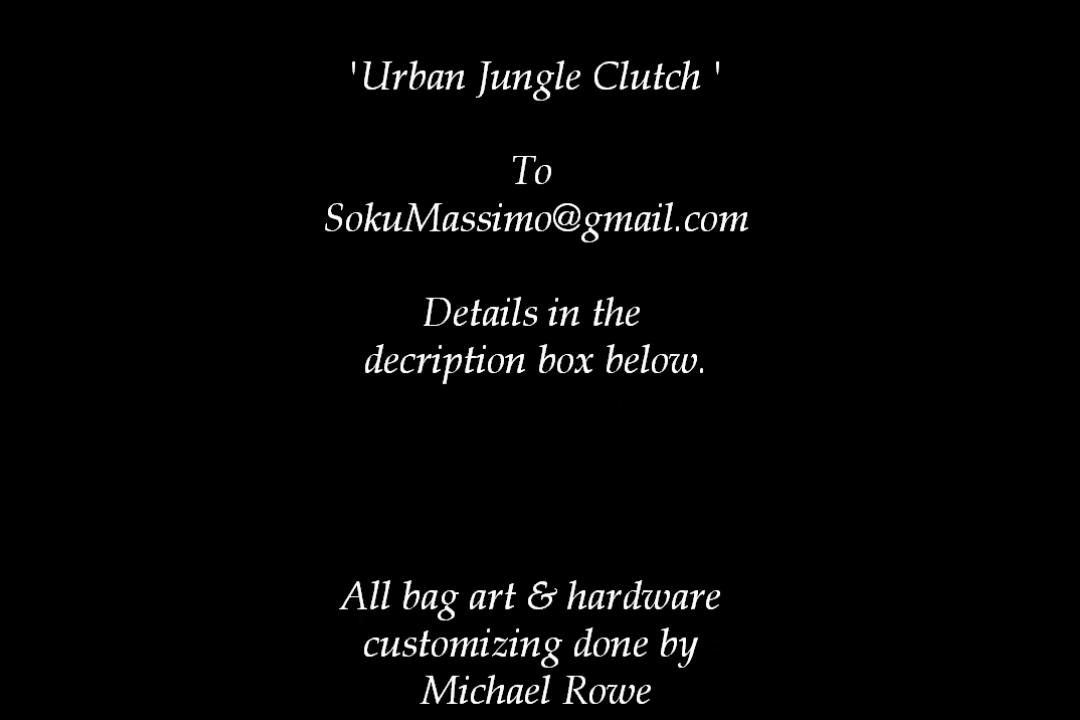 'Urban Jungle Clutch '
To
SokuMassimo@gmail.com
Details in the
decription box below.
All bag art & hardware
customizing done by
Michael Rowe